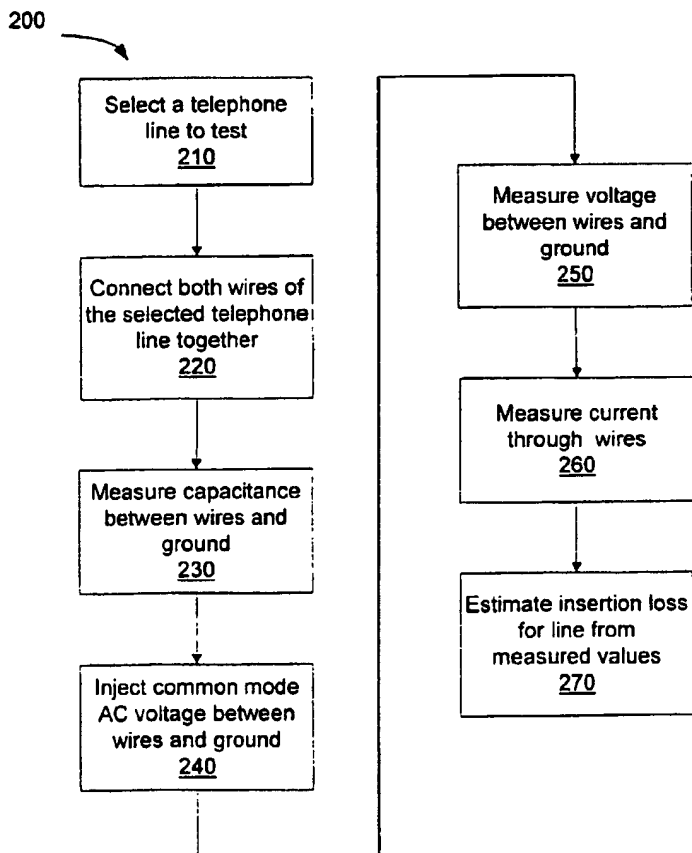 200
Select a telephone
line to test
210
Connect both wires of
the selected telephone
line together
220
Measure capacitance
between wires and
ground
230
Inject common mode
AC voltage between
wires and ground
240
Measure voltage
between wires and
ground
250
Measure current
through wires
260
Estimate insertion loss
for line from
measured values
270